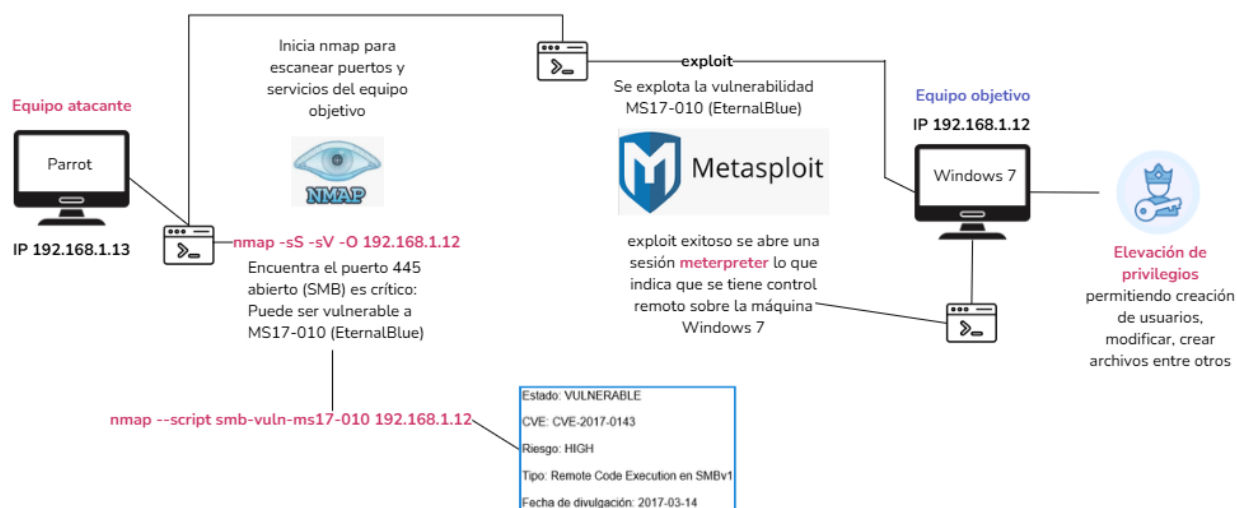 Inicia nmap para
escanear puertos y
servicios del equipo
objetivo
NMAP
Equipo atacante
Parrot
IP 192.168.1.13
nmap -sS -sV -O 192.168.1.12
Encuentra el puerto 445
abierto (SMB) es crítico:
Puede ser vulnerable a
MS17-010 (EternalBlue)
nmap --script smb-vuln-ms17-010 192.168.1.12
Estado: VULNERABLE
CVE: CVE-2017-0143
Riesgo: HIGH
Tipo: Remote Code Execution en SMBv1
Fecha de divulgación: 2017-03-14
exploit
Se explota la vulnerabilidad
MS17-010 (EternalBlue)
Metasploit
exploit exitoso se abre una
sesión meterpreter lo que
indica que se tiene control
remoto sobre la máquina
Windows 7
Equipo objetivo
IP 192.168.1.12
Windows 7
Elevación de
privilegios
permitiendo creación
de usuarios,
modificar, crear
archivos entre otros